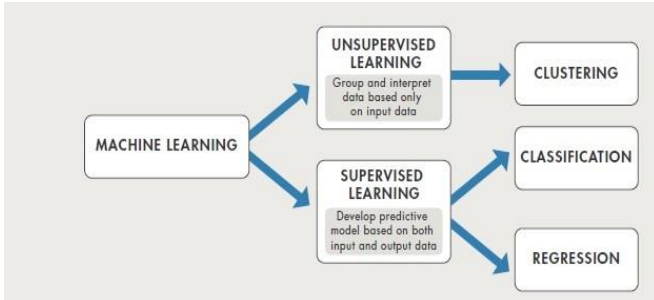 MACHINE LEARNING
UNSUPERVISED
LEARNING
Group and interpret
data based only
on input data
CLUSTERING
SUPERVISED
LEARNING
Develop predictive
model based on both
input and output data
CLASSIFICATION
REGRESSION